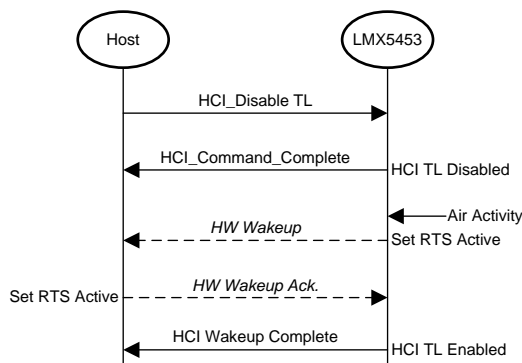 Host
LMX5453
HCI_Disable TL
HCI_Command_Complete
HCI TL Disabled
Air Activity
HW Wakeup
Set RTS Active
Set RTS Active
HW Wakeup Ack.
HCI Wakeup Complete
HCI TL Enabled